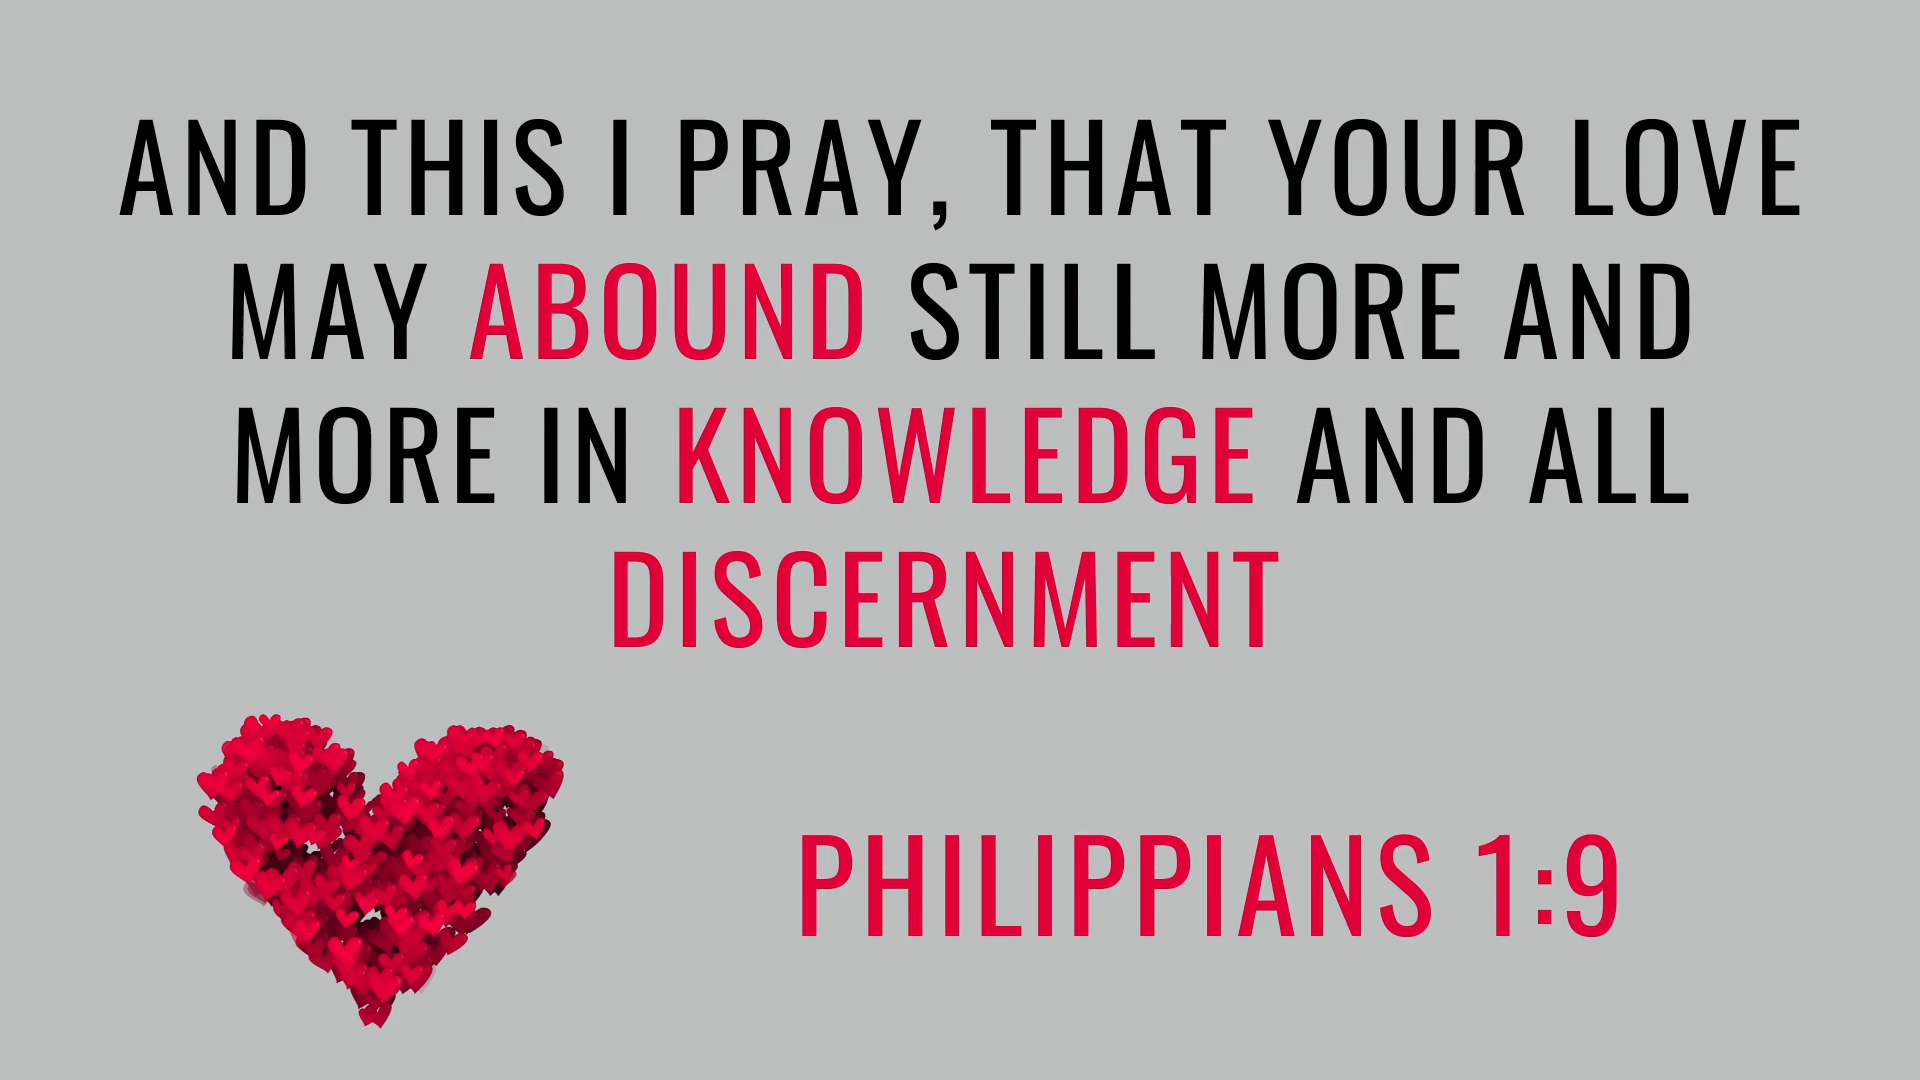 AND THIS I PRAY, THAT YOUR LOVE
MAY ABOUND STILL MORE AND
MORE IN KNOWLEDGE AND ALL
DISCERNMENT
PHILIPPIANS 1:9